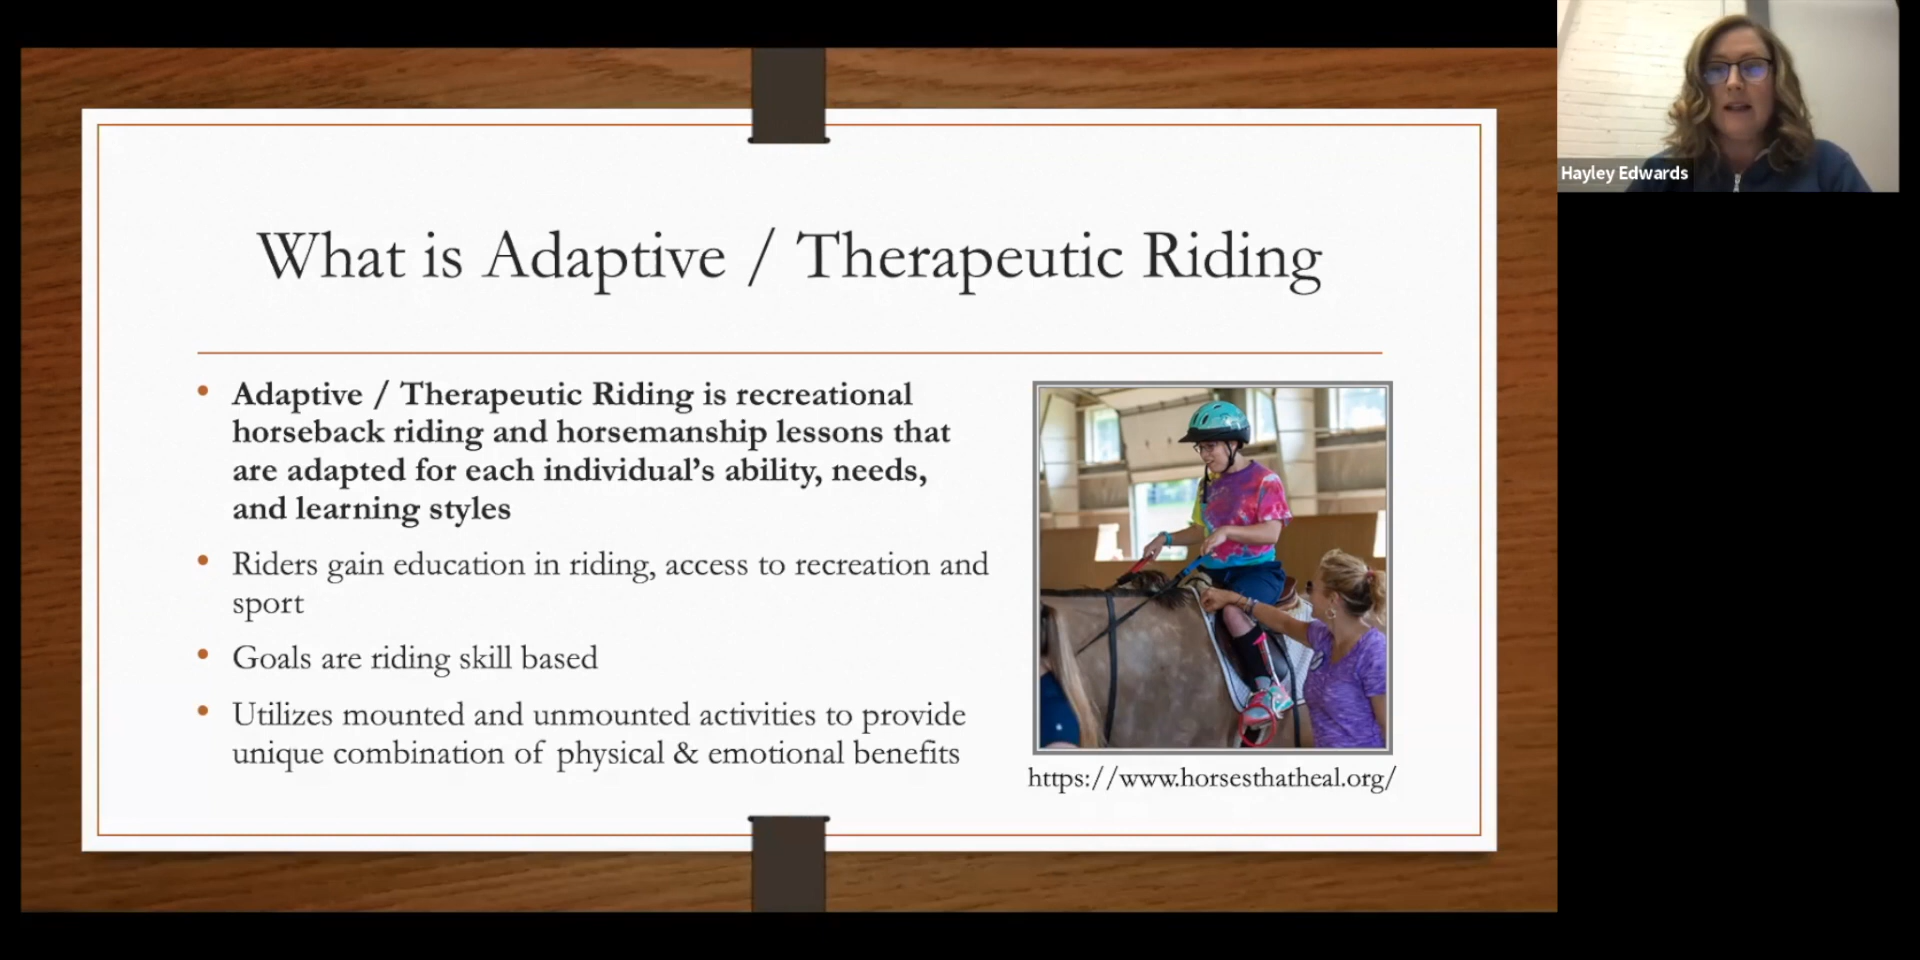 What is Adaptive / Therapeutic Riding
• Adaptive / Therapeutic Riding is recreational
horseback riding and horsemanship lessons that
are adapted for each individual’s ability, needs,
and learning styles
• Riders gain education in riding, access to recreation and
sport
• Goals are riding skill based
• Utilizes mounted and unmounted activities to provide
unique combination of physical & emotional benefits
https://www.horsesthatheal.org/
Hayley Edwards